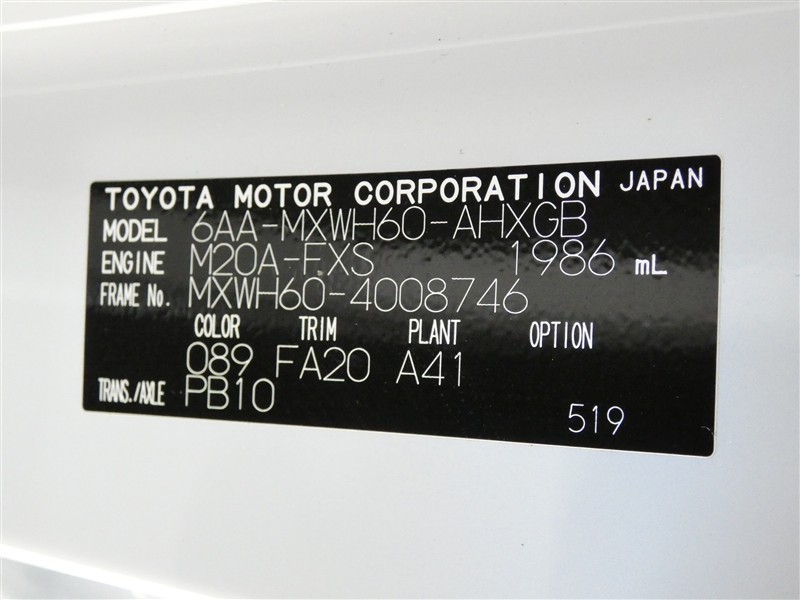 TOYOTA MOTOR CORPORATION JAPAN
MODEL 6AA-MXWH60-AHXGB
ENGINE M20A-FXS 1986 mL
FRAME No. MXWH60-4008746
COLOR TRIM PLANT OPTION
089 FA20 A41
TRANS./AXLE PB10
519